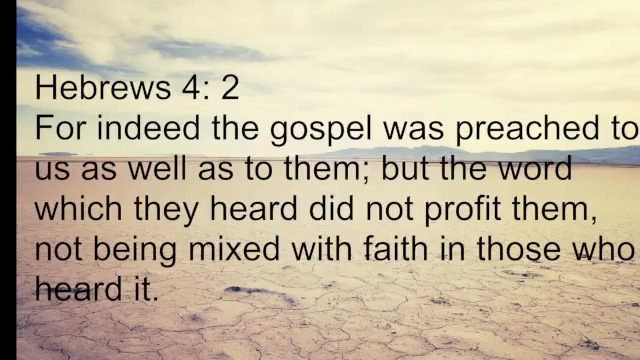 Hebrews 4: 2
For indeed the gospel was preached to
us as well as to them; but the word
which they heard did not profit them,
not being mixed with faith in those who
heard it.